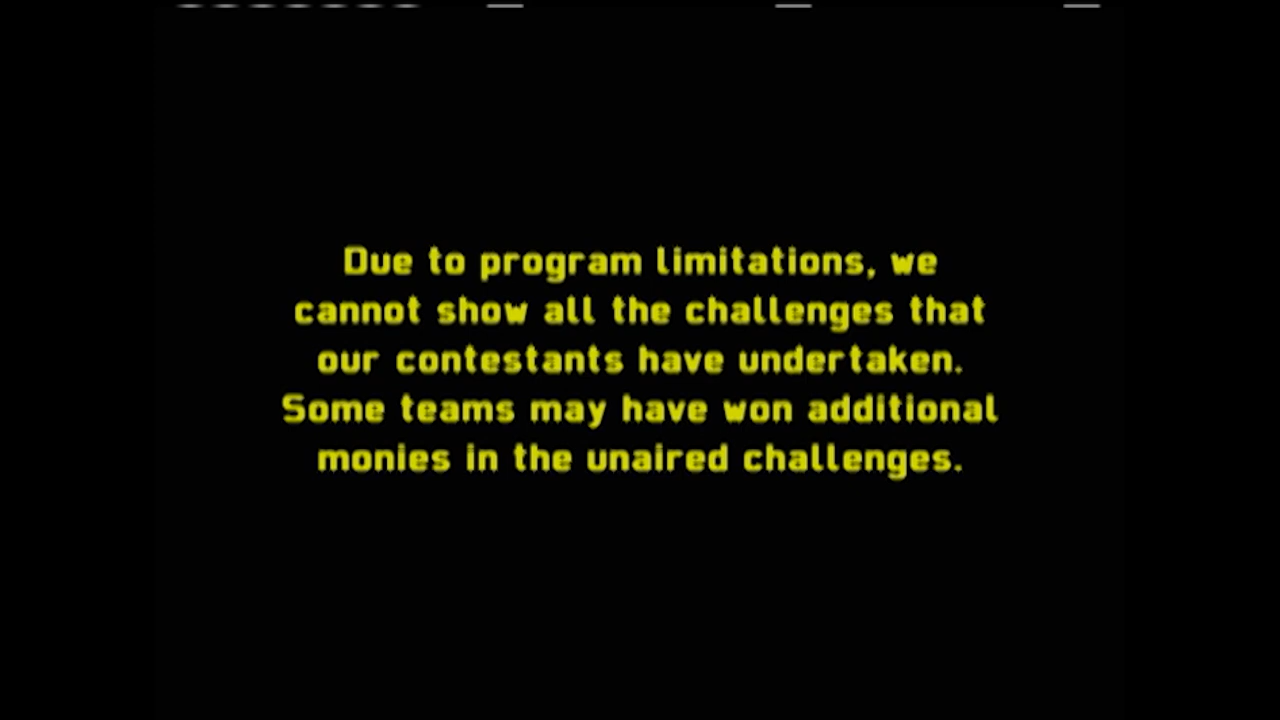 Due to program limitations, we
cannot show all the challenges that
our contestants have undertaken.
Some teams may have won additional
monies in the unaired challenges.